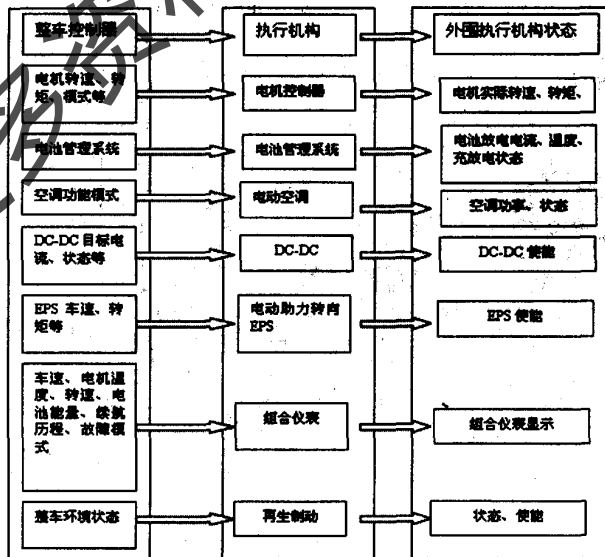 整车控制器
执行机构
外围执行机构状态
电机转速、转
矩、模式等
电机控制器
电机实际转速、转矩、
电池管理系统
电池管理系统
电池放电电流、温度、
充放电状态
空调功能模式
电动空调
空调功率、状态
DC-DC 目标电
流、状态等
DC-DC
DC-DC 使能
EPS 车速、转
矩等
电动助力转向
EPS
EPS 使能
车速、电机温
度、转速、电
池能量、续航
历程、故障模
式
组合仪表
组合仪表显示
整车环境状态
再生制动
状态、使能
多资料